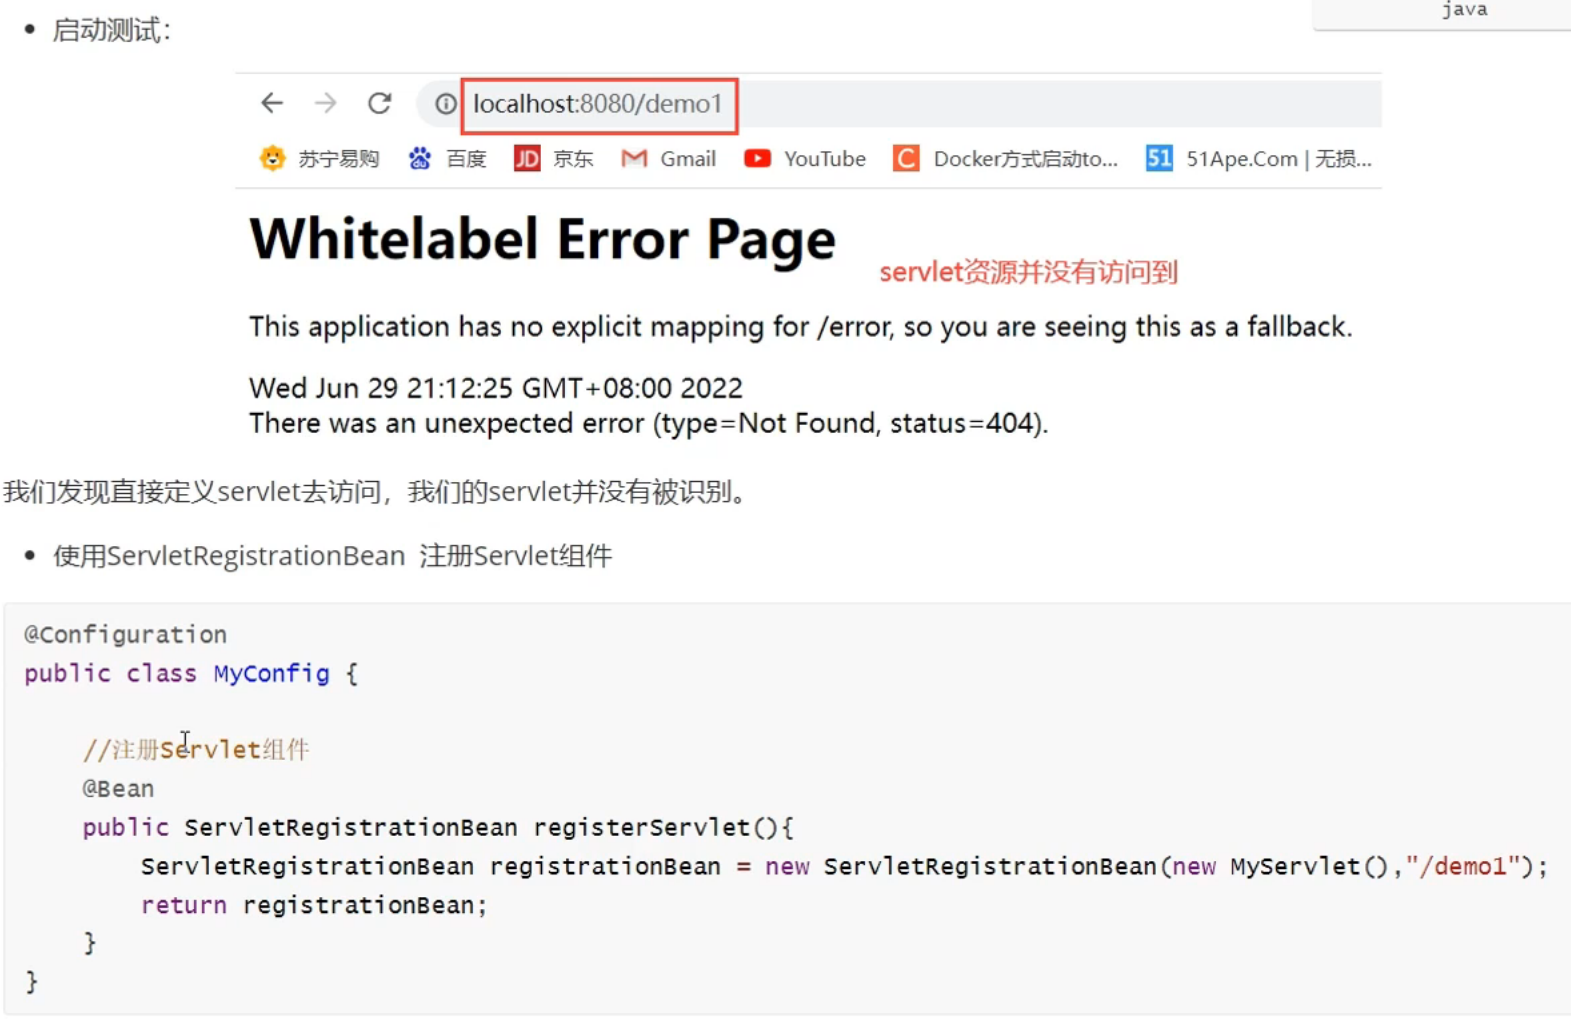 java
• 启动测试：
localhost:8080/demo1
苏宁易购 百度 JD 京东 Gmail YouTube C Docker方式启动to... 51 51Ape.Com | 无损...
Whitelabel Error Page
servlet资源并没有访问到
This application has no explicit mapping for /error, so you are seeing this as a fallback.
Wed Jun 29 21:12:25 GMT+08:00 2022
There was an unexpected error (type=Not Found, status=404).
我们发现直接定义servlet去访问，我们的servlet并没有被识别。
• 使用ServletRegistrationBean 注册Servlet组件
@Configuration
public class MyConfig {
//注册Servlet组件
@Bean
public ServletRegistrationBean registerServlet(){
ServletRegistrationBean registrationBean = new ServletRegistrationBean(new MyServlet(),"/demo1");
return registrationBean;
}
}